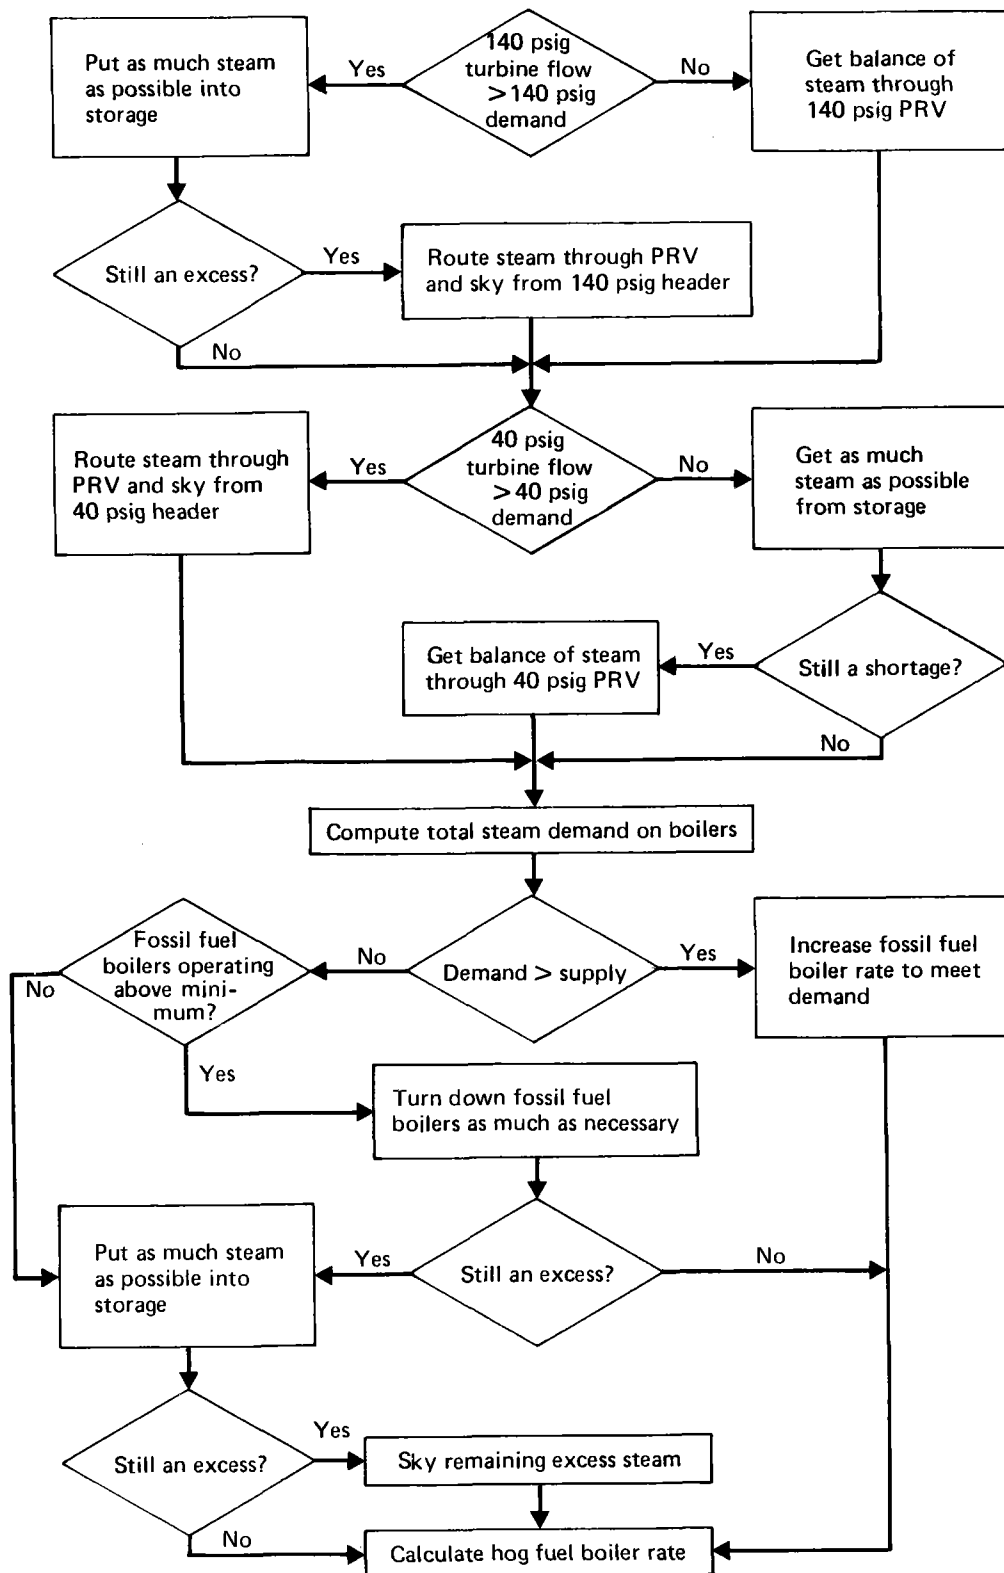 Put as much steam
as possible into
storage
Yes
140 psig
turbine flow
>140 psig
demand
No
Get balance of
steam through
140 psig PRV
Still an excess?
Yes
Route steam through PRV
and sky from 140 psig header
No
Route steam through
PRV and sky from
40 psig header
Yes
40 psig
turbine flow
>40 psig
demand
No
Get as much
steam as possible
from storage
Get balance of steam
through 40 psig PRV
Yes
Still a shortage?
No
Compute total steam demand on boilers
Fossil fuel
boilers operating
above mini-
mum?
No
No
Demand > supply
Yes
Increase fossil fuel
boiler rate to meet
demand
Yes
Turn down fossil fuel
boilers as much as necessary
Put as much steam
as possible into
storage
Yes
Still an excess?
No
Still an excess?
Yes
Sky remaining excess steam
No
Calculate hog fuel boiler rate